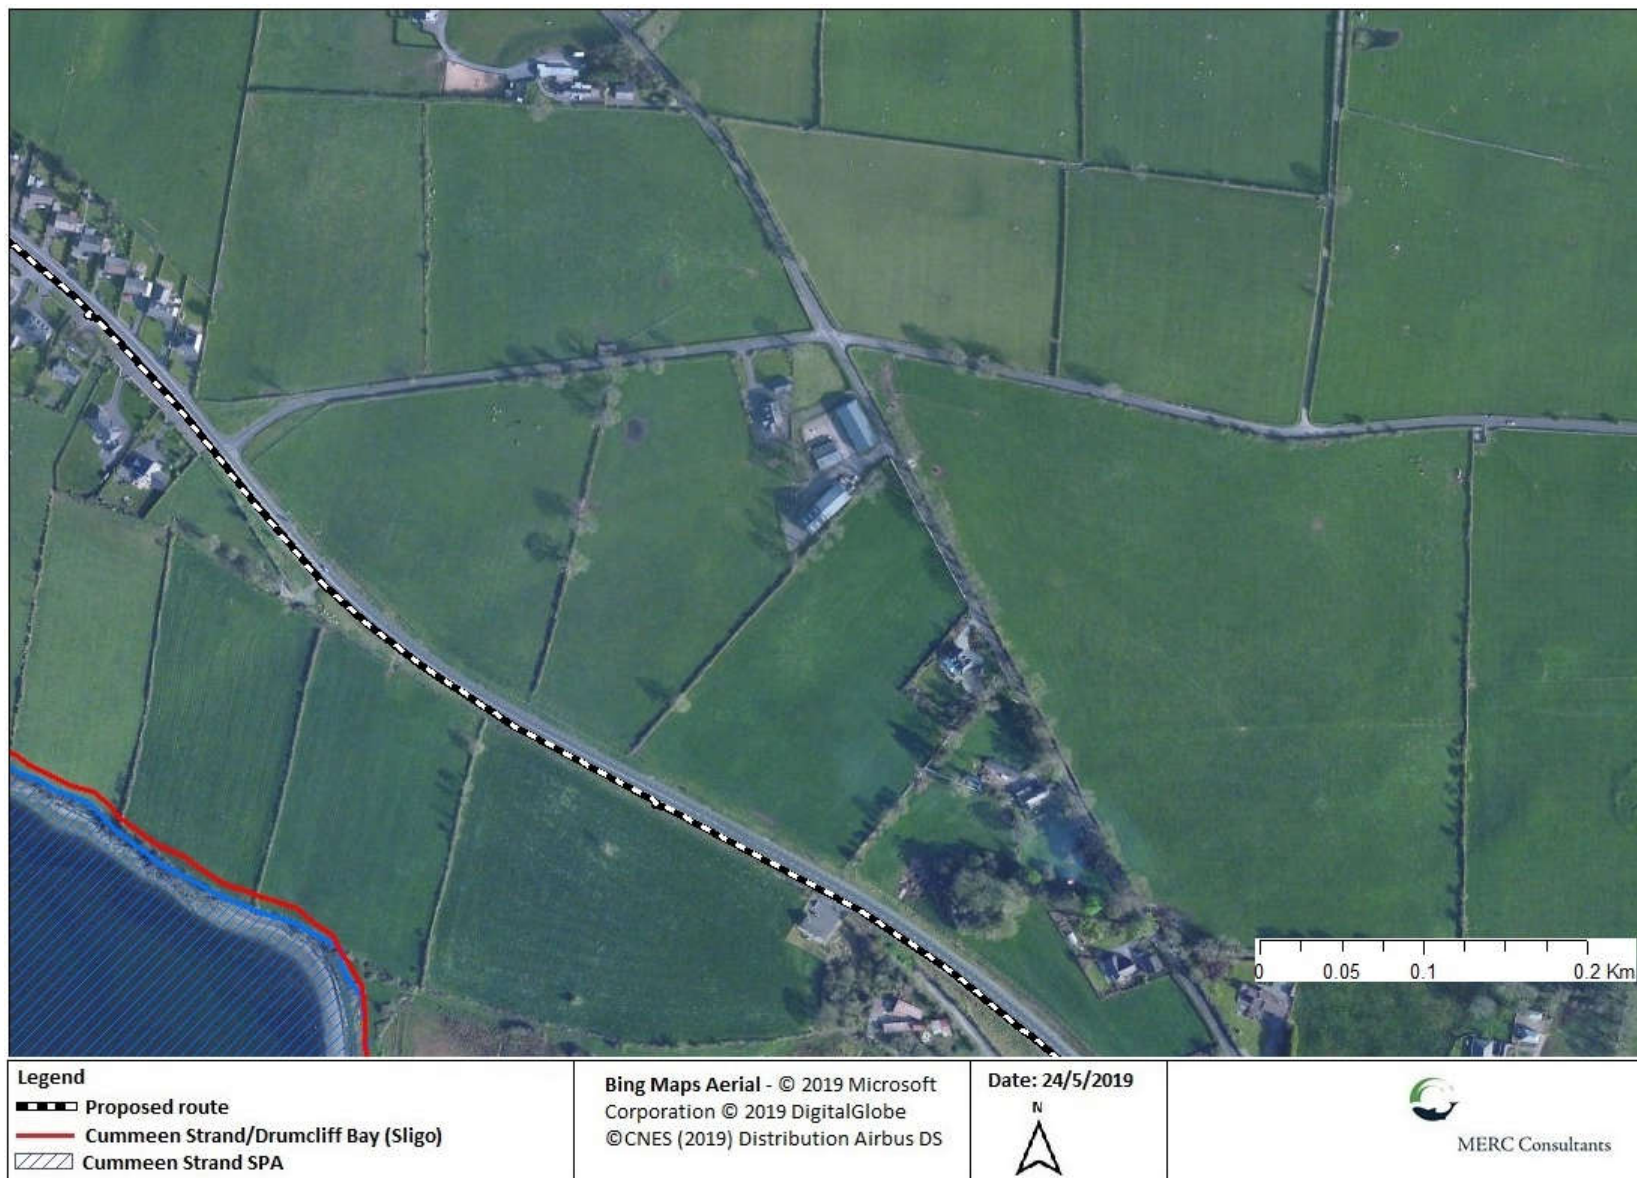 0 0.05 0.1 0.2 Km
Legend
Proposed route
Cummeen Strand/Drumcliff Bay (Sligo)
Cummeen Strand SPA
Bing Maps Aerial - © 2019 Microsoft
Corporation © 2019 DigitalGlobe
©CNES (2019) Distribution Airbus DS
Date: 24/5/2019
N
MERC Consultants